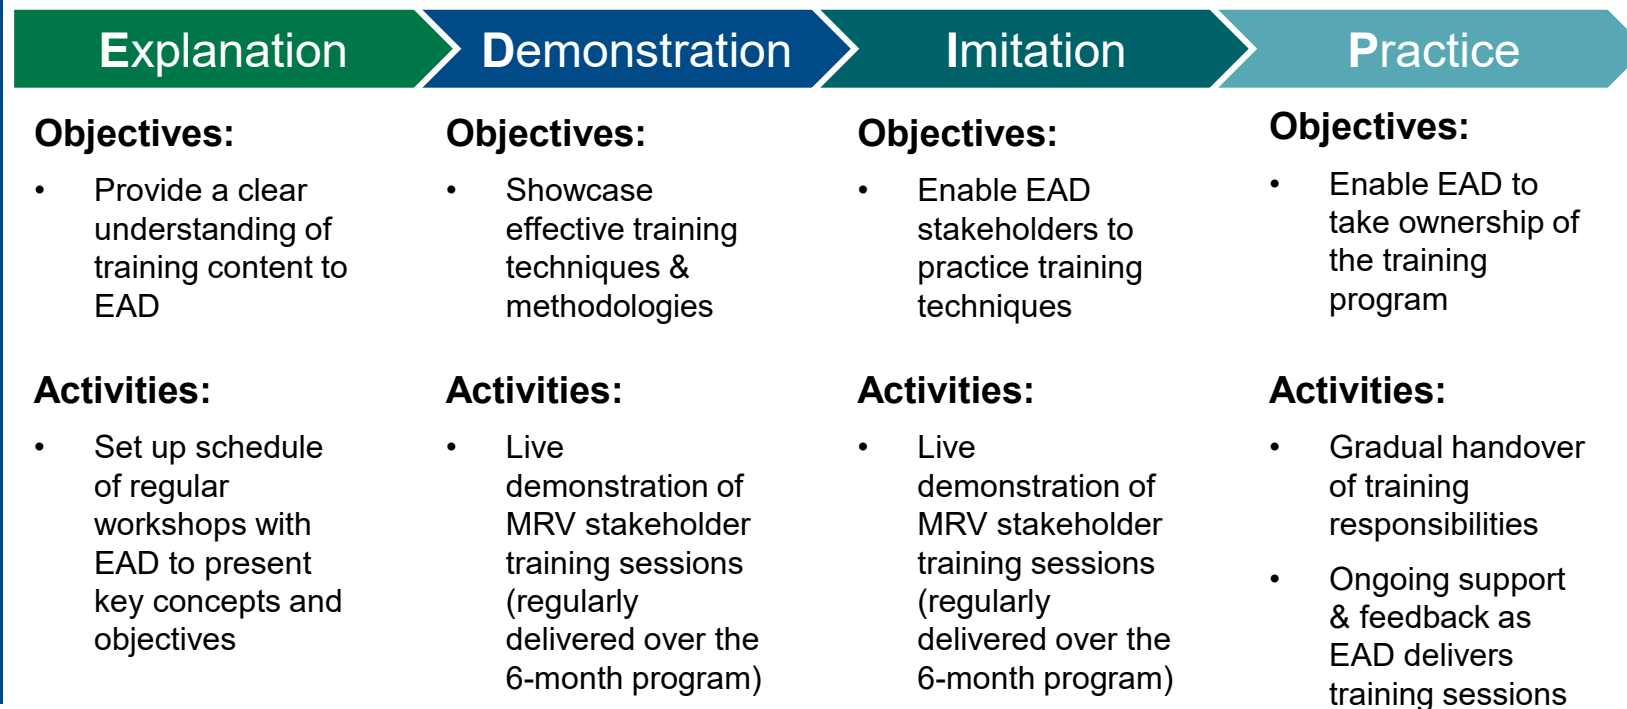 Explanation
Demonstration
Imitation
Practice
Objectives:
• Provide a clear
understanding of
training content to
EAD
Activities:
• Set up schedule
of regular
workshops with
EAD to present
key concepts and
objectives
Objectives:
• Showcase
effective training
techniques &
methodologies
Activities:
• Live
demonstration of
MRV stakeholder
training sessions
(regularly
delivered over the
6-month program)
Objectives:
• Enable EAD
stakeholders to
practice training
techniques
Activities:
• Live
demonstration of
MRV stakeholder
training sessions
(regularly
delivered over the
6-month program)
Objectives:
• Enable EAD to
take ownership of
the training
program
Activities:
• Gradual handover
of training
responsibilities
• Ongoing support
& feedback as
EAD delivers
training sessions